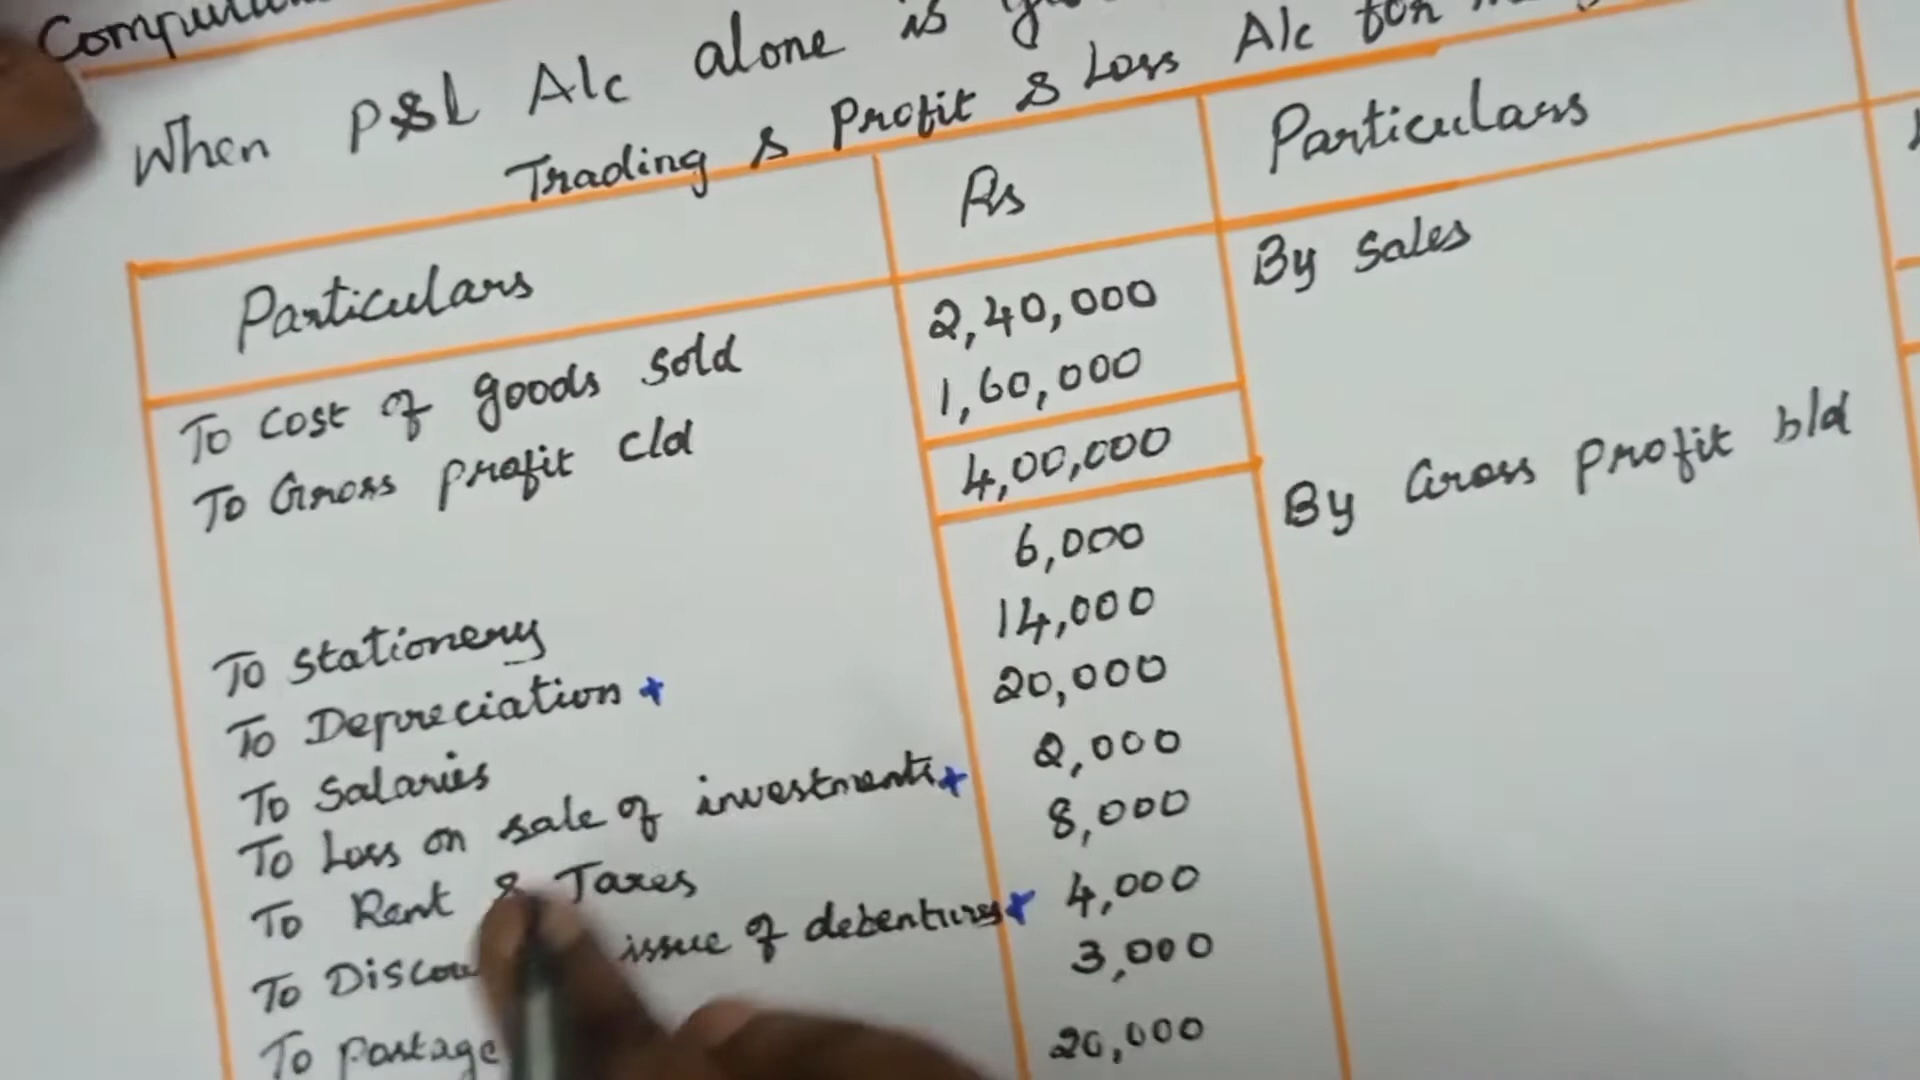 When P&L A/c alone is
Trading & Profit & Loss A/c for
Particulars Rs Particulars
To Cost of goods sold 2,40,000 By Sales
To Gross profit c/d 1,60,000
4,00,000
By Gross profit b/d
To Stationery 6,000
To Depreciation + 14,000
To Salaries 20,000
To Loss on sale of investments + 2,000
To Rent & Taxes 8,000
To issue of debentures + 4,000
To Postage 3,000
20,000